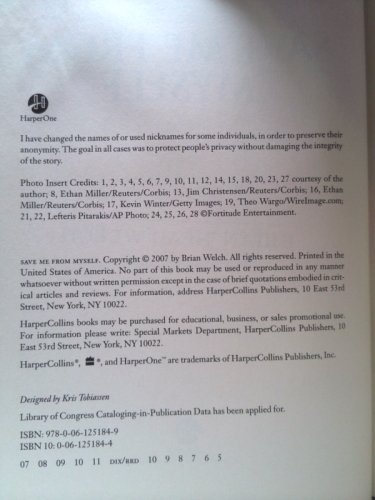 HarperOne
I have changed the names of or used nicknames for some individuals, in order to preserve their
anonymity. The goal in all cases was to protect people's privacy without damaging the integrity
of the story.
Photo Insert Credits: 1, 2, 3, 4, 5, 6, 7, 9, 10, 11, 12, 14, 15, 18, 20, 23, 27 courtesy of the
author; 8, Ethan Miller/Reuters/Corbis; 13, Jim Christensen/Reuters/Corbis; 16, Ethan
Miller/Reuters/Corbis; 17, Kevin Winter/Getty Images; 19, Theo Wargo/WireImage.com;
21, 22, Lefteris Pitarakis/AP Photo; 24, 25, 26, 28 ©Fortitude Entertainment.
SAVE ME FROM MYSELF. Copyright © 2007 by Brian Welch. All rights reserved. Printed in the
United States of America. No part of this book may be used or reproduced in any manner
whatsoever without written permission except in the case of brief quotations embodied in crit-
ical articles and reviews. For information, address HarperCollins Publishers, 10 East 53rd
Street, New York, NY 10022.
HarperCollins books may be purchased for educational, business, or sales promotional use.
For information please write: Special Markets Department, HarperCollins Publishers, 10
East 53rd Street, New York, NY 10022.
HarperCollins®, ®, and HarperOne™ are trademarks of HarperCollins Publishers, Inc.
Designed by Kris Tobiassen
Library of Congress Cataloging-in-Publication Data has been applied for.
ISBN: 978-0-06-125184-9
ISBN 10: 0-06-125184-4
07 08 09 10 11 DIX/RRD 10 9 8 7 6 5